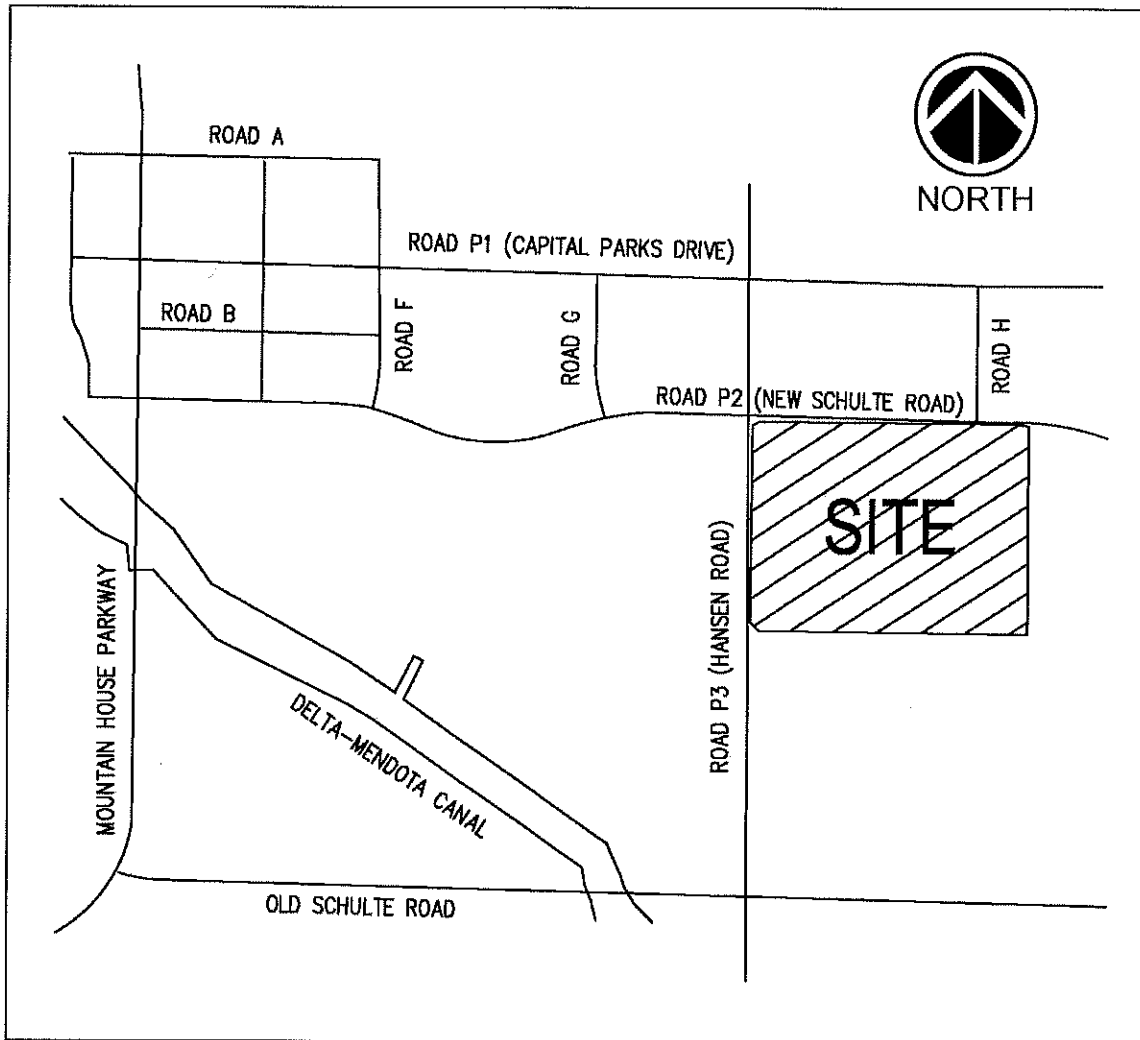 NORTH
ROAD A
ROAD P1 (CAPITAL PARKS DRIVE)
ROAD B
ROAD F
ROAD G
ROAD H
ROAD P2 (NEW SCHULTE ROAD)
SITE
ROAD P3 (HANSEN ROAD)
MOUNTAIN HOUSE PARKWAY
DELTA-MENDOTA CANAL
OLD SCHULTE ROAD